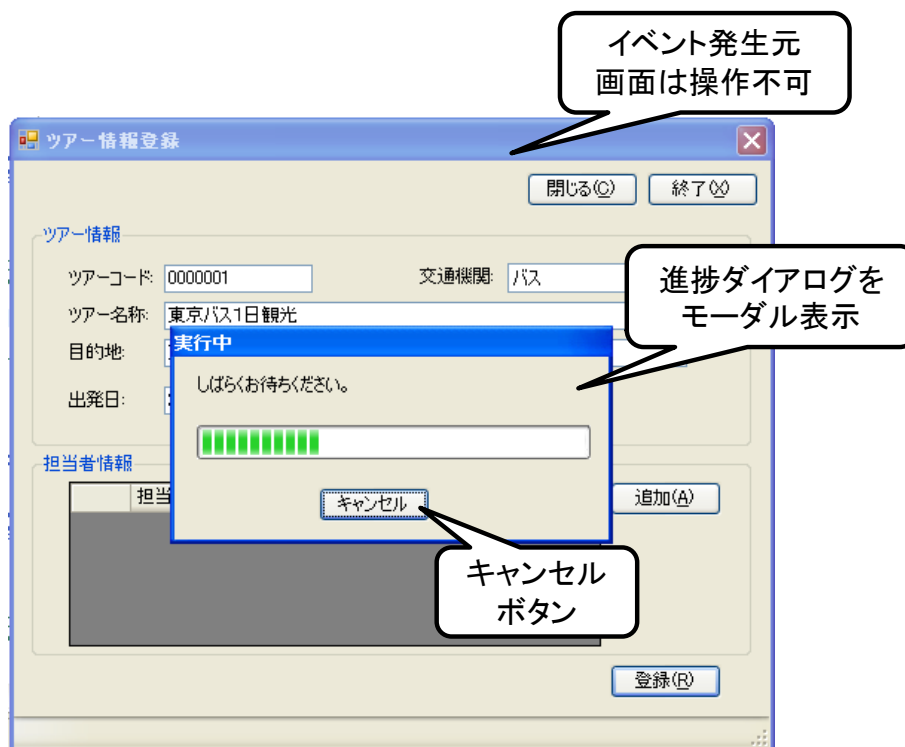 イベント発生元
画面は操作不可
ツアー情報登録
閉じる(C)
終了(X)
ツアー情報
ツアーコード:
0000001
交通機関:
バス
進捗ダイアログを
モーダル表示
ツアー名称:
東京バス1日観光
目的地:
実行中
しばらくお待ちください。
出発日:
担当者情報
担当
追加(A)
キャンセル
キャンセル
ボタン
登録(R)